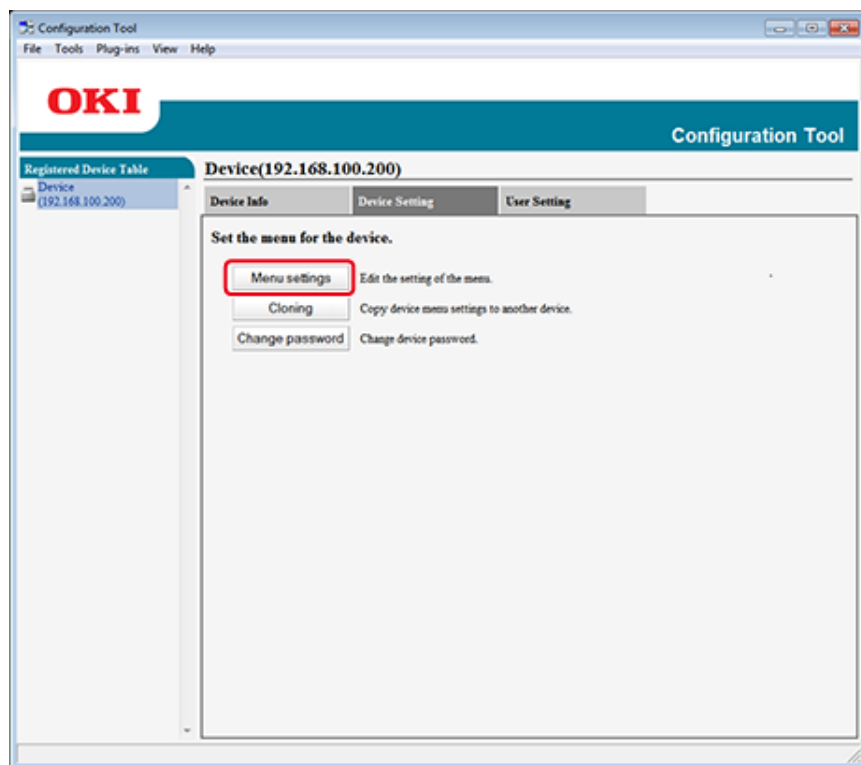 Configuration Tool
File Tools Plug-ins View Help
OKI
Configuration Tool
Registered Device Table
Device
(192.168.100.200)
Device(192.168.100.200)
Device Info Device Setting User Setting
Set the menu for the device.
Menu settings Edit the setting of the menu.
Cloning Copy device menu settings to another device.
Change password Change device password.